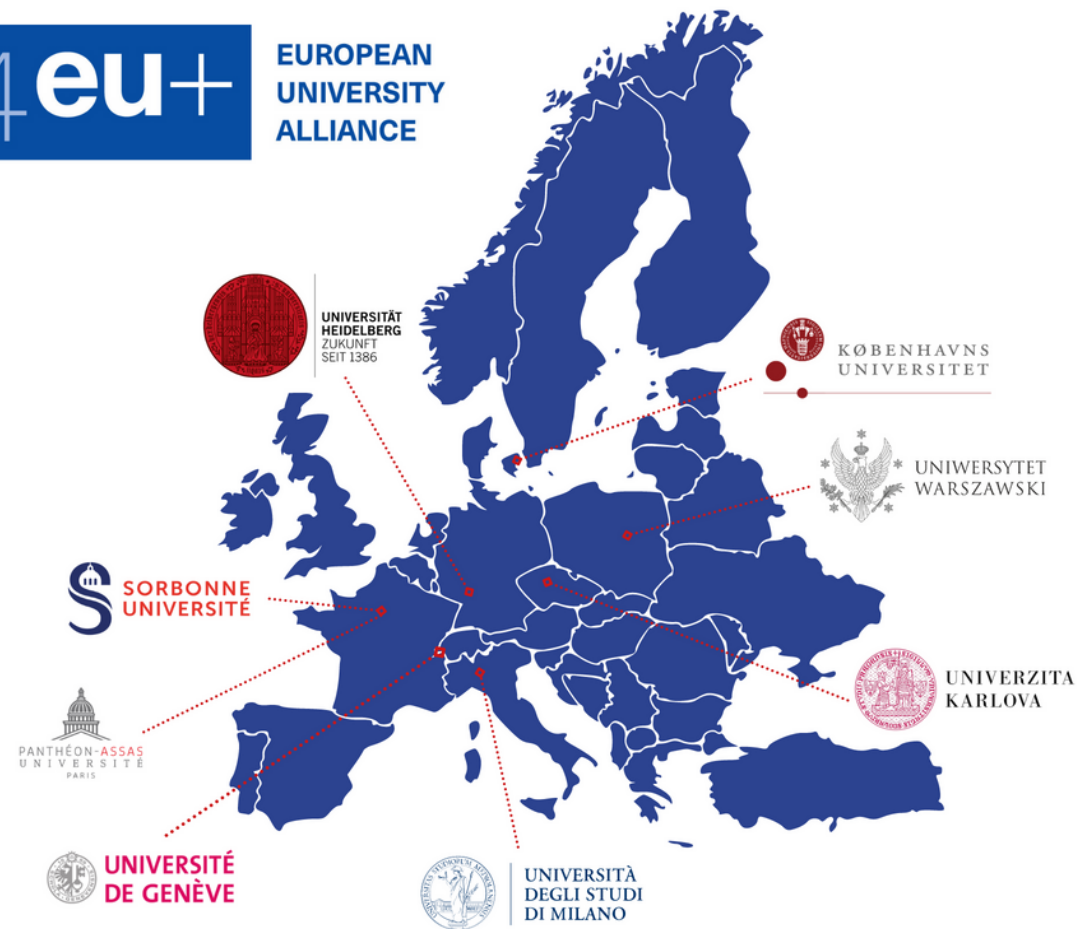 4eu+
EUROPEAN
UNIVERSITY
ALLIANCE
UNIVERSITÄT
HEIDELBERG
ZUKUNFT
SEIT 1386
KØBENHAVNS
UNIVERSITET
UNIWERSYTET
WARSZAWSKI
SORBONNE
UNIVERSITÉ
UNIVERZITA
KARLOVA
PANTHÉON-ASSAS
UNIVERSITÉ
PARIS
UNIVERSITÉ
DE GENÈVE
UNIVERSITÀ
DEGLI STUDI
DI MILANO